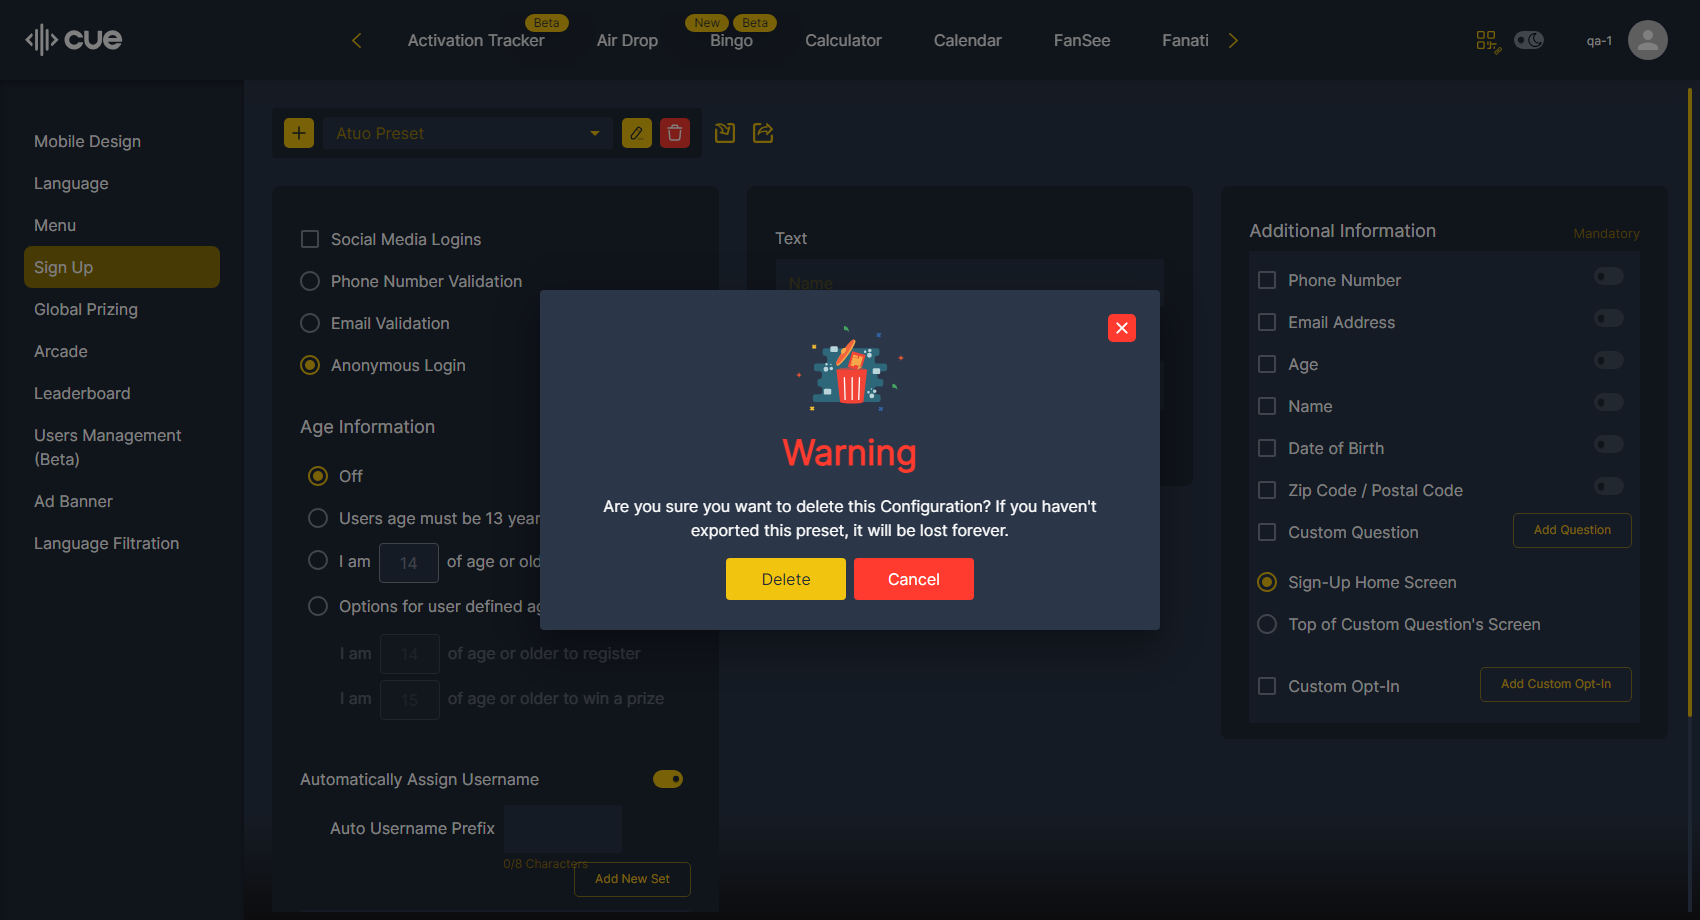 cue
Activation Tracker
Beta
Air Drop
New
Beta
Bingo
Calculator
Calendar
FanSee
Fanati
qa-1
Mobile Design
Language
Menu
Sign Up
Global Prizing
Arcade
Leaderboard
Users Management
(Beta)
Ad Banner
Language Filtration
Atuo Preset
Social Media Logins
Phone Number Validation
Email Validation
Anonymous Login
Age Information
Off
Users age must be 13 year
I am 14 of age or old
Options for user defined ag
I am 14 of age or older to register
I am 15 of age or older to win a prize
Automatically Assign Username
Auto Username Prefix
0/8 Characters
Add New Set
Text
Name
Warning
Are you sure you want to delete this Configuration? If you haven't
exported this preset, it will be lost forever.
Delete
Cancel
Additional Information
Mandatory
Phone Number
Email Address
Age
Name
Date of Birth
Zip Code / Postal Code
Custom Question
Add Question
Sign-Up Home Screen
Top of Custom Question's Screen
Custom Opt-In
Add Custom Opt-In